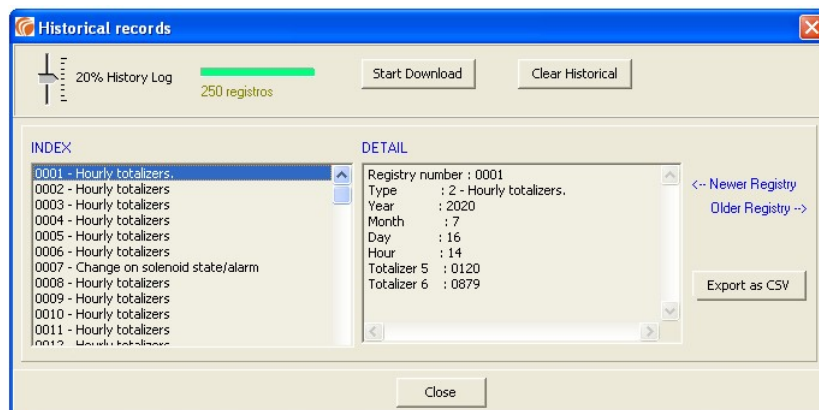 Historical records
20% History Log
250 registros
Start Download
Clear Historical
INDEX
0001 - Hourly totalizers.
0002 - Hourly totalizers
0003 - Hourly totalizers
0004 - Hourly totalizers
0005 - Hourly totalizers
0006 - Hourly totalizers
0007 - Change on solenoid state/alarm
0008 - Hourly totalizers
0009 - Hourly totalizers
0010 - Hourly totalizers
0011 - Hourly totalizers
0012 - Hourly totalizers
DETAIL
Registry number : 0001
Type : 2 - Hourly totalizers.
Year : 2020
Month : 7
Day : 16
Hour : 14
Totalizer 5 : 0120
Totalizer 6 : 0879
<-- Newer Registry
Older Registry -->
Export as CSV
Close